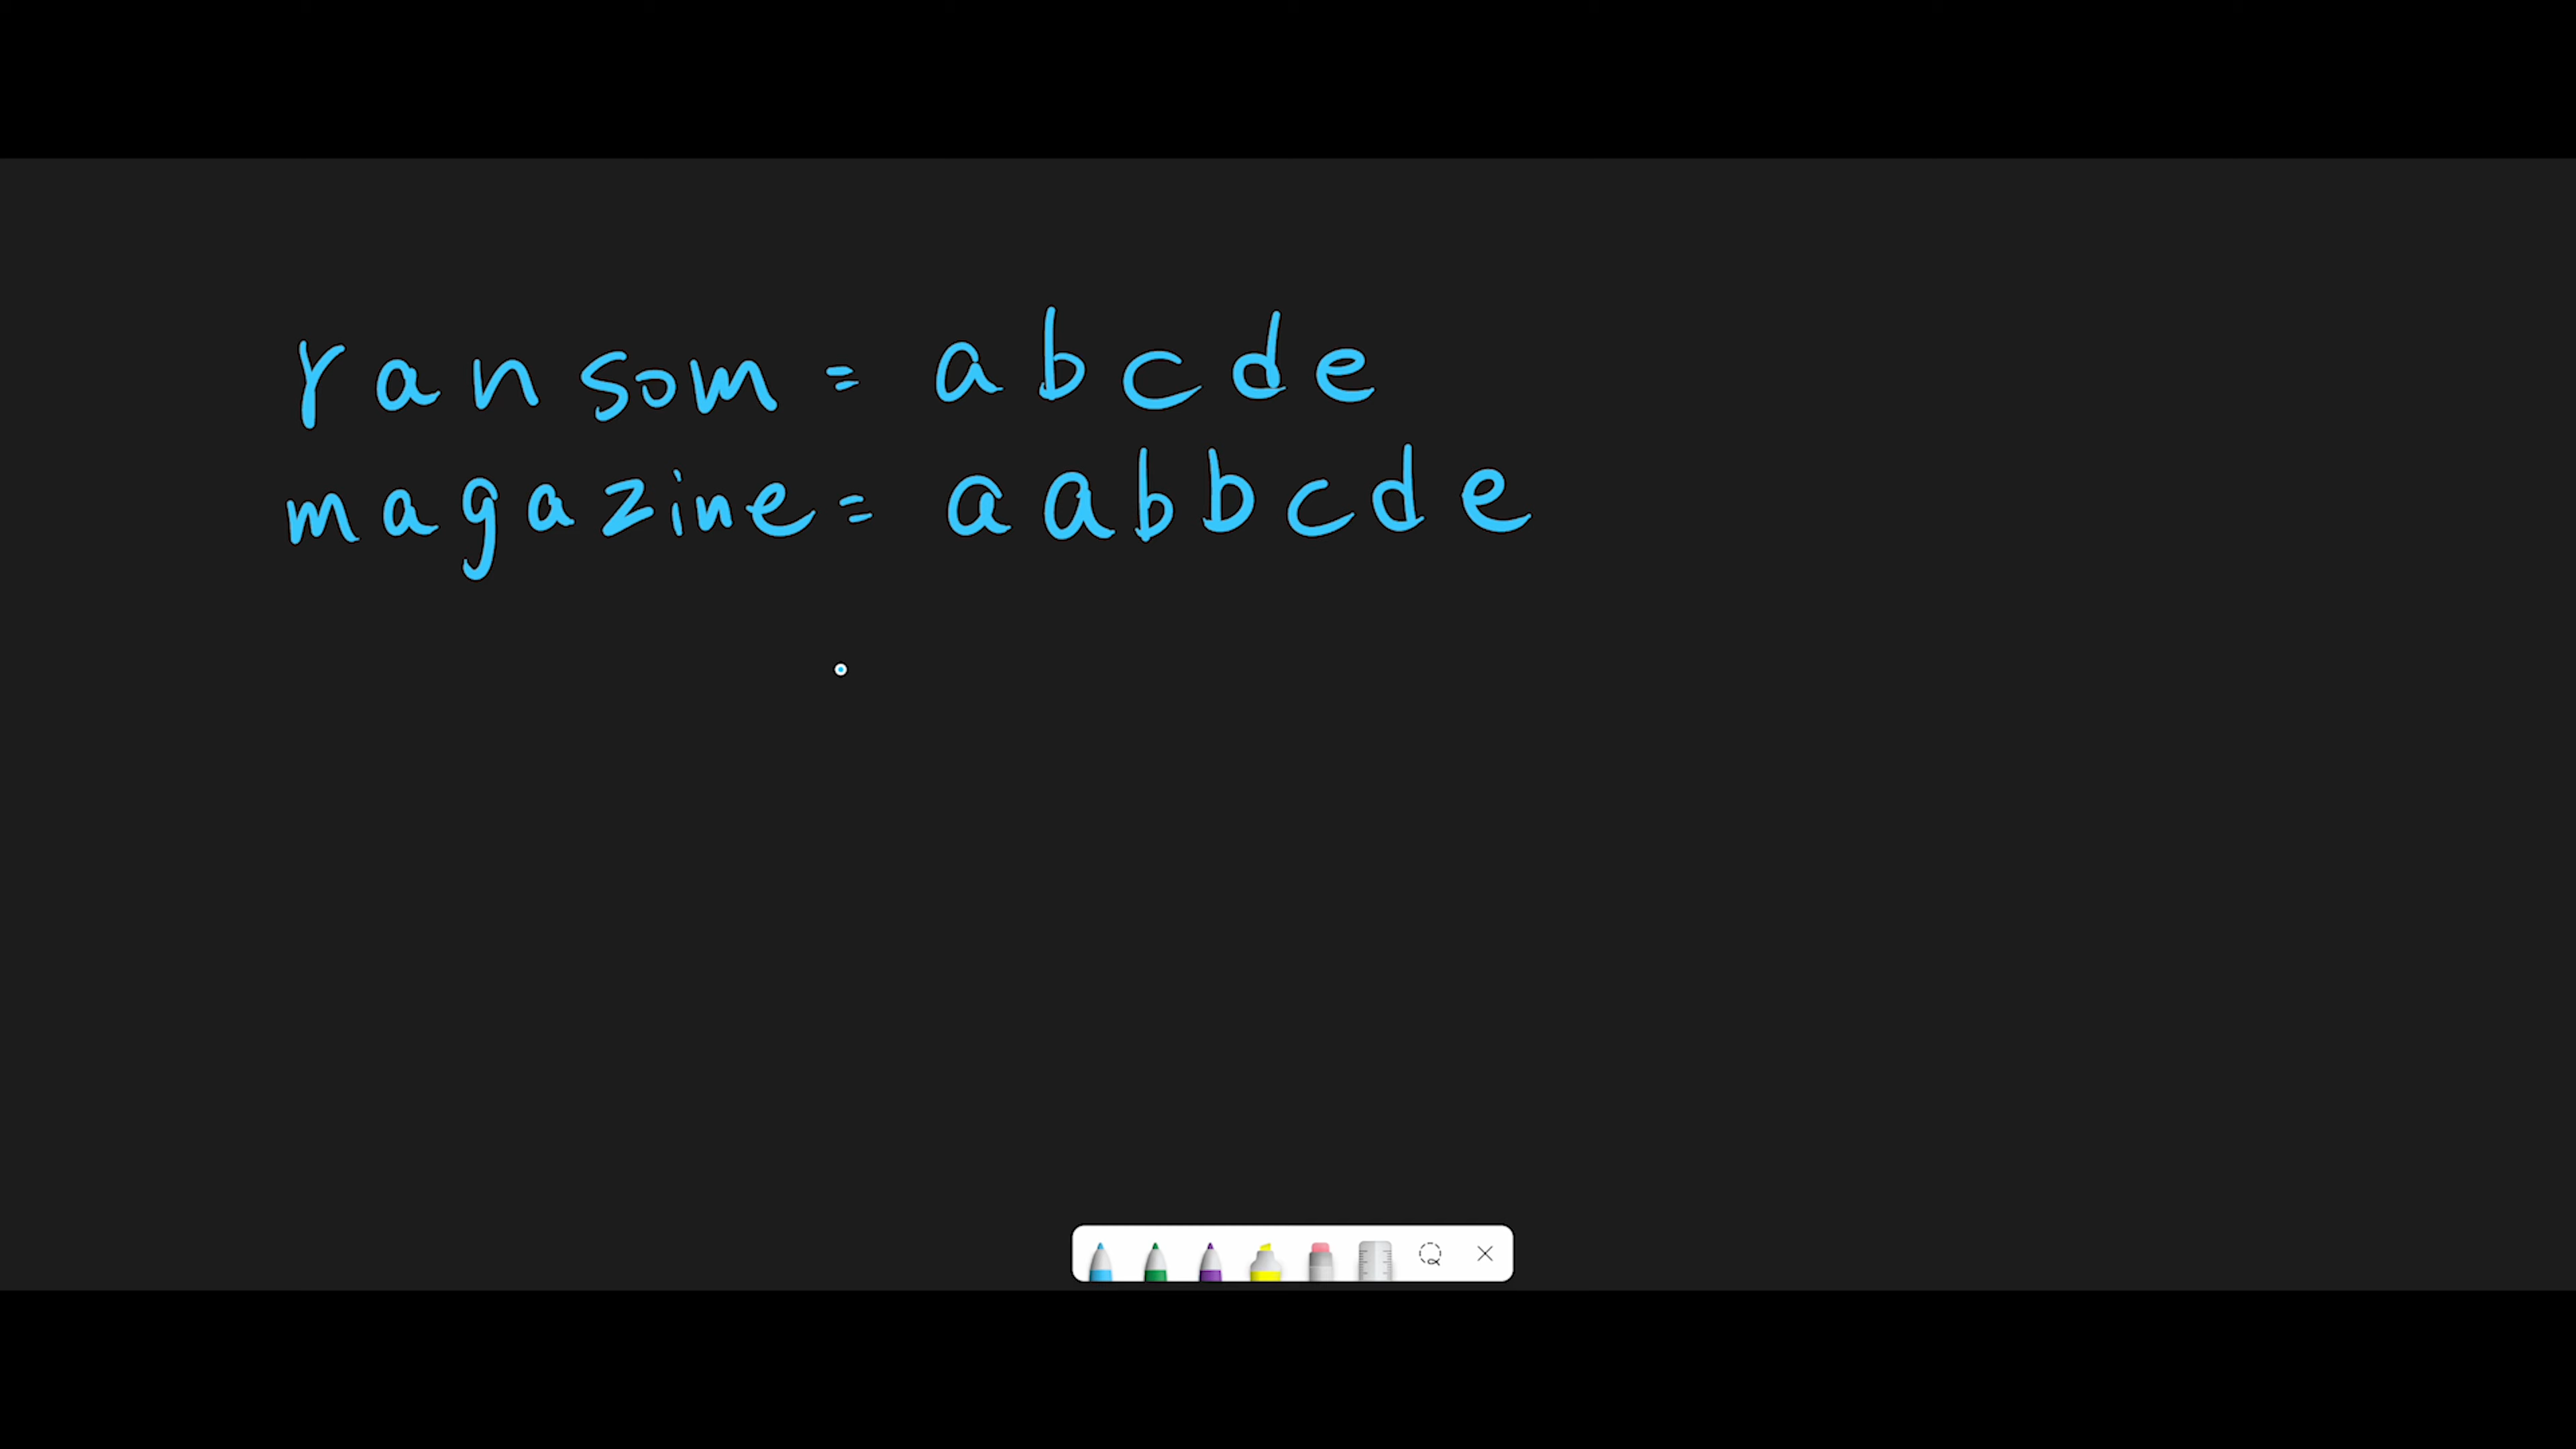 ransom = abcde
magazine = aabbcde